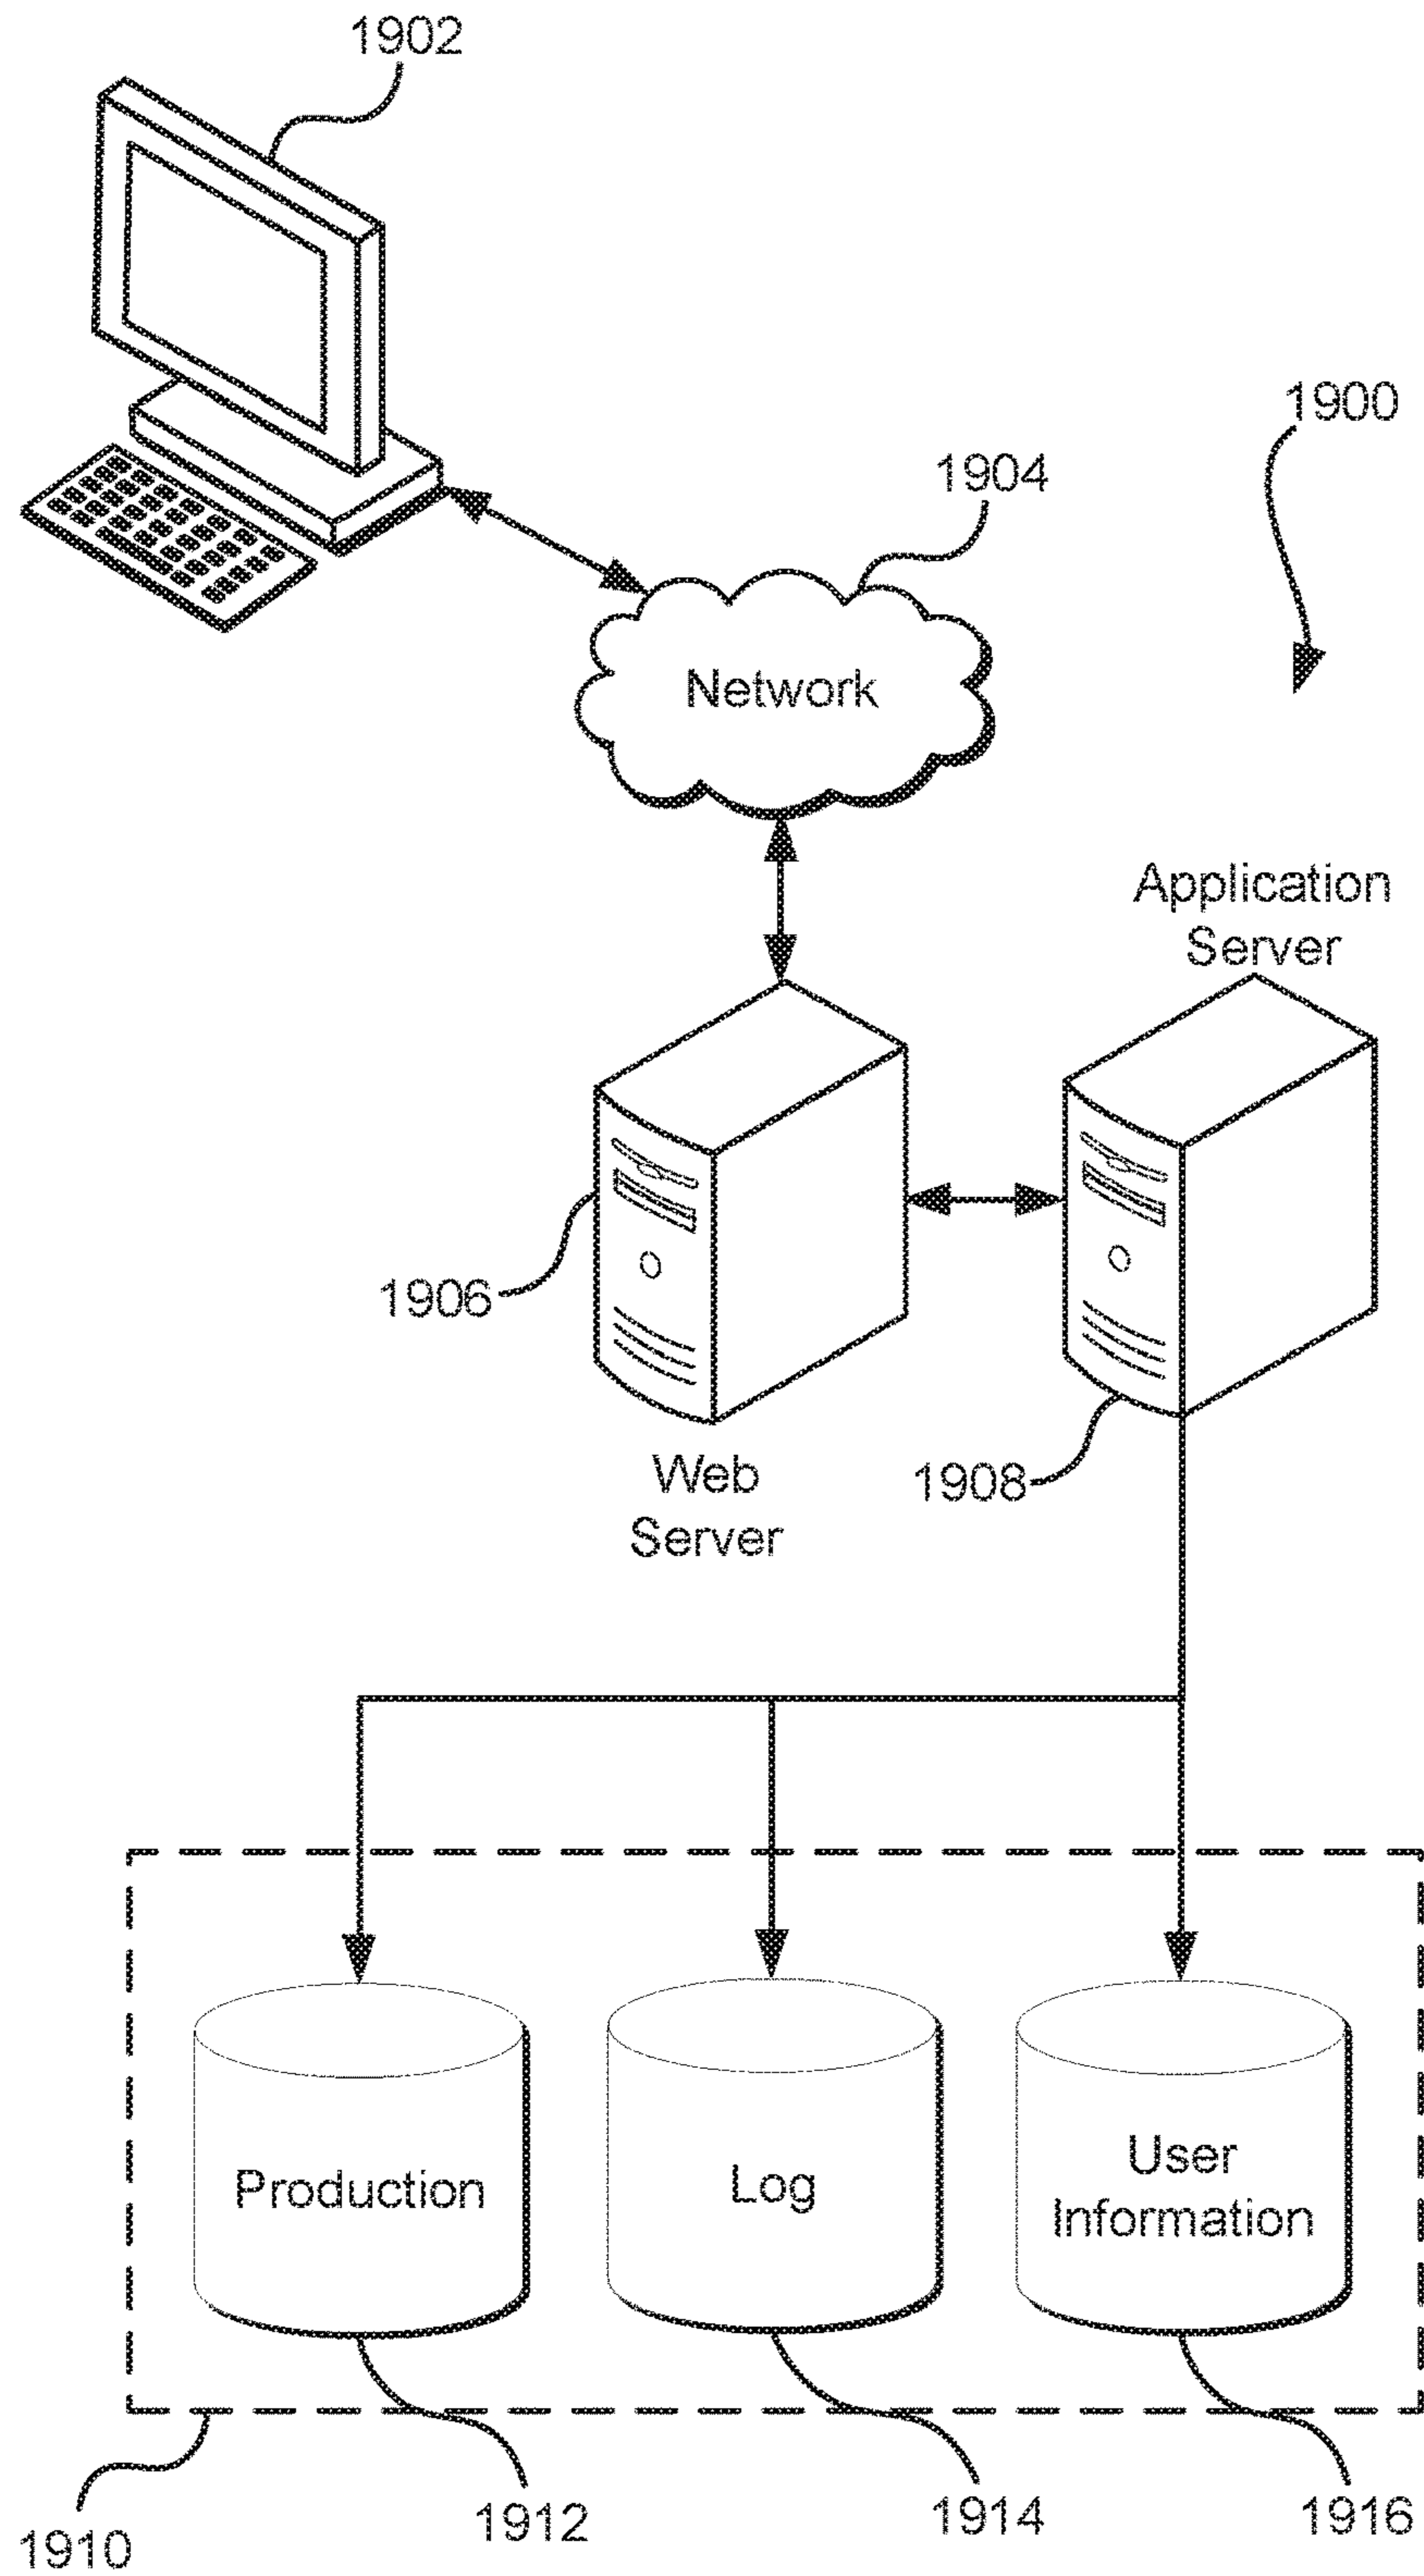 1902
1900
1904
Network
Application
Server
1906
Web
Server
1908
Production
Log
User
Information
1910
1912
1914
1916